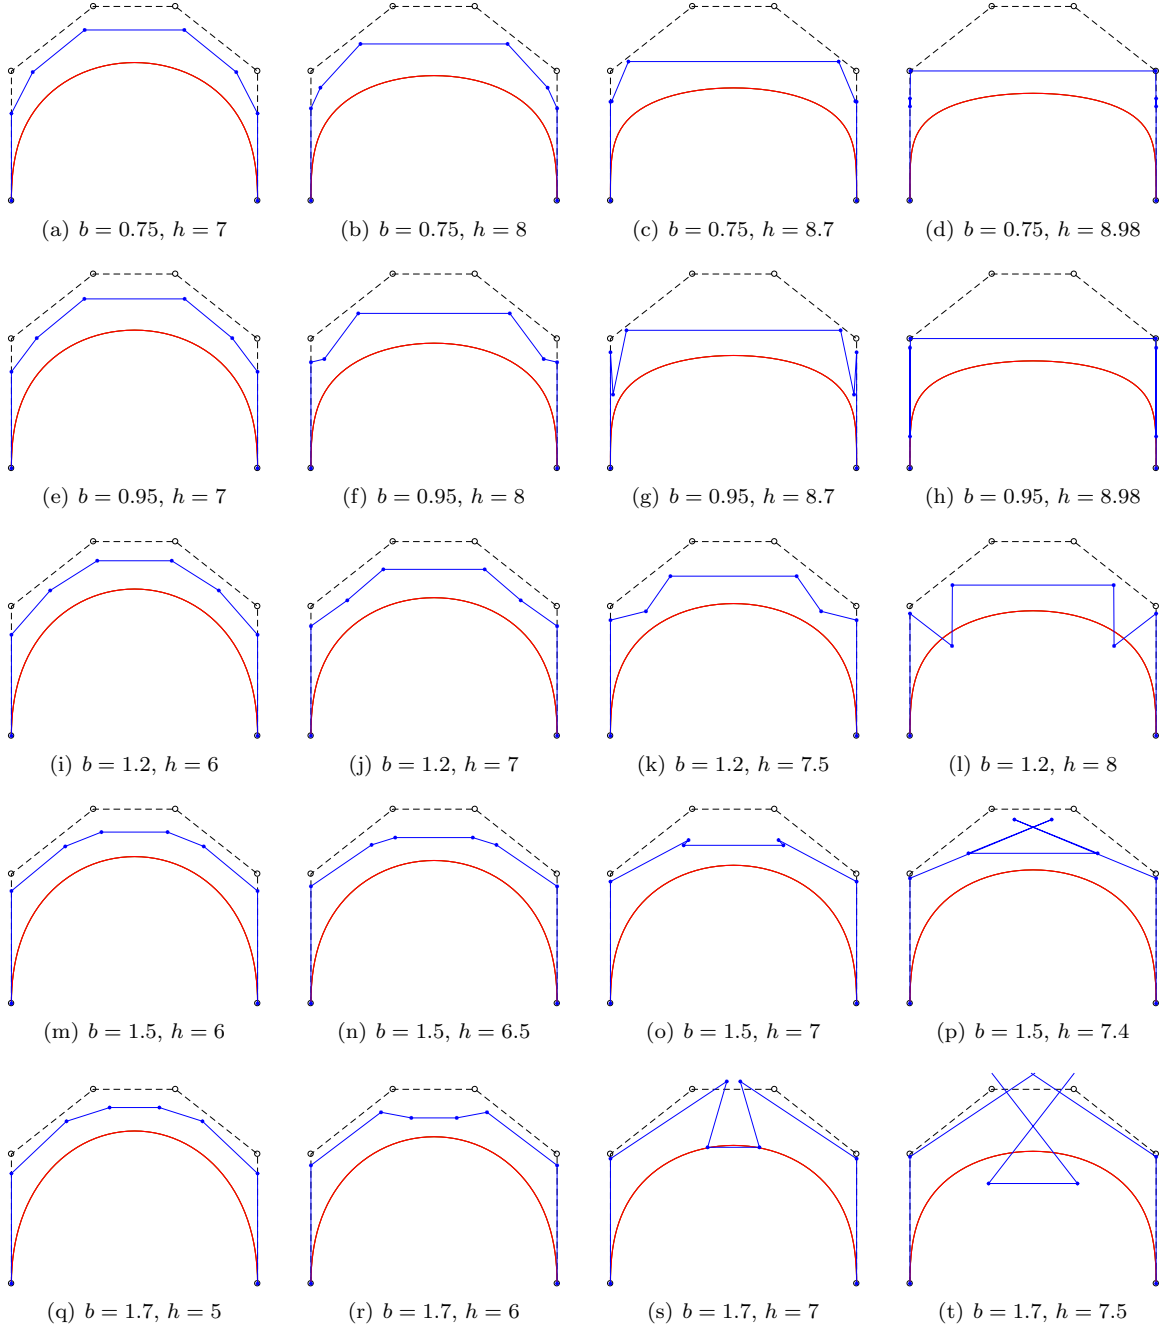 (a) b = 0.75, h = 7 (b) b = 0.75, h = 8 (c) b = 0.75, h = 8.7 (d) b = 0.75, h = 8.98
(e) b = 0.95, h = 7 (f) b = 0.95, h = 8 (g) b = 0.95, h = 8.7 (h) b = 0.95, h = 8.98
(i) b = 1.2, h = 6 (j) b = 1.2, h = 7 (k) b = 1.2, h = 7.5 (l) b = 1.2, h = 8
(m) b = 1.5, h = 6 (n) b = 1.5, h = 6.5 (o) b = 1.5, h = 7 (p) b = 1.5, h = 7.4
(q) b = 1.7, h = 5 (r) b = 1.7, h = 6 (s) b = 1.7, h = 7 (t) b = 1.7, h = 7.5